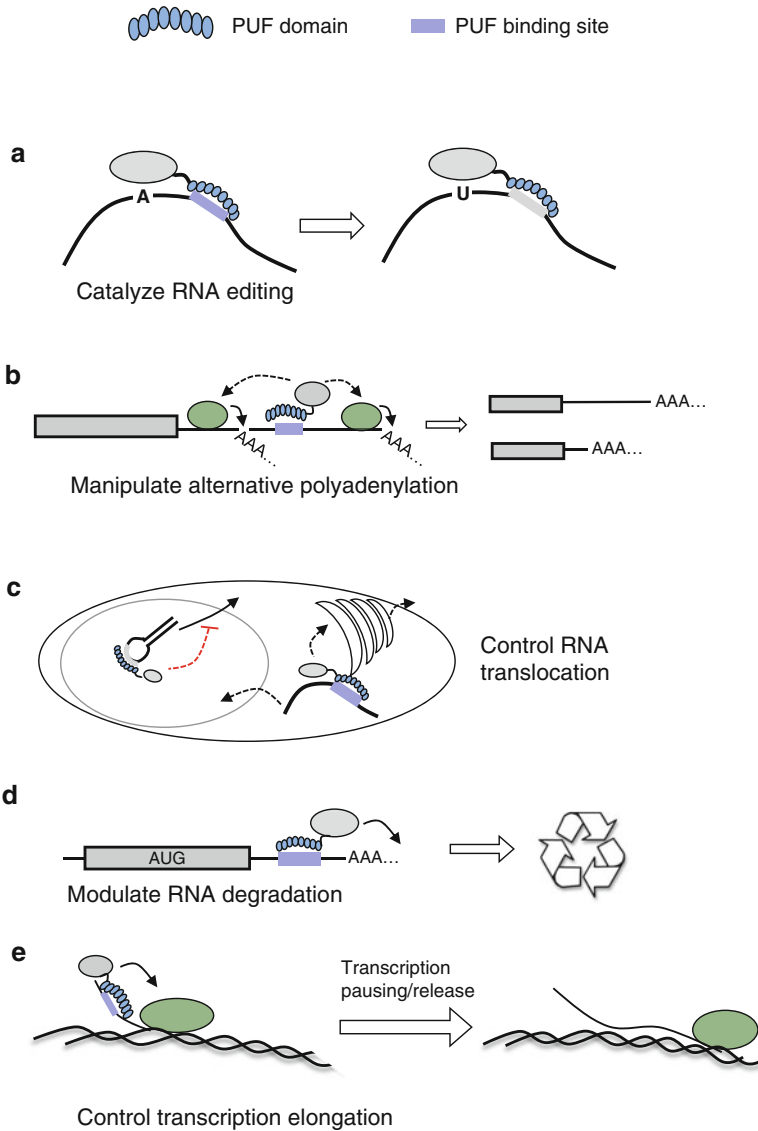 PUF domain
PUF binding site
a
A
U
Catalyze RNA editing
b
AAA...
AAA...
AAA...
AAA...
Manipulate alternative polyadenylation
c
Control RNA
translocation
d
AUG
AAA...
Modulate RNA degradation
e
Transcription
pausing/release
Control transcription elongation